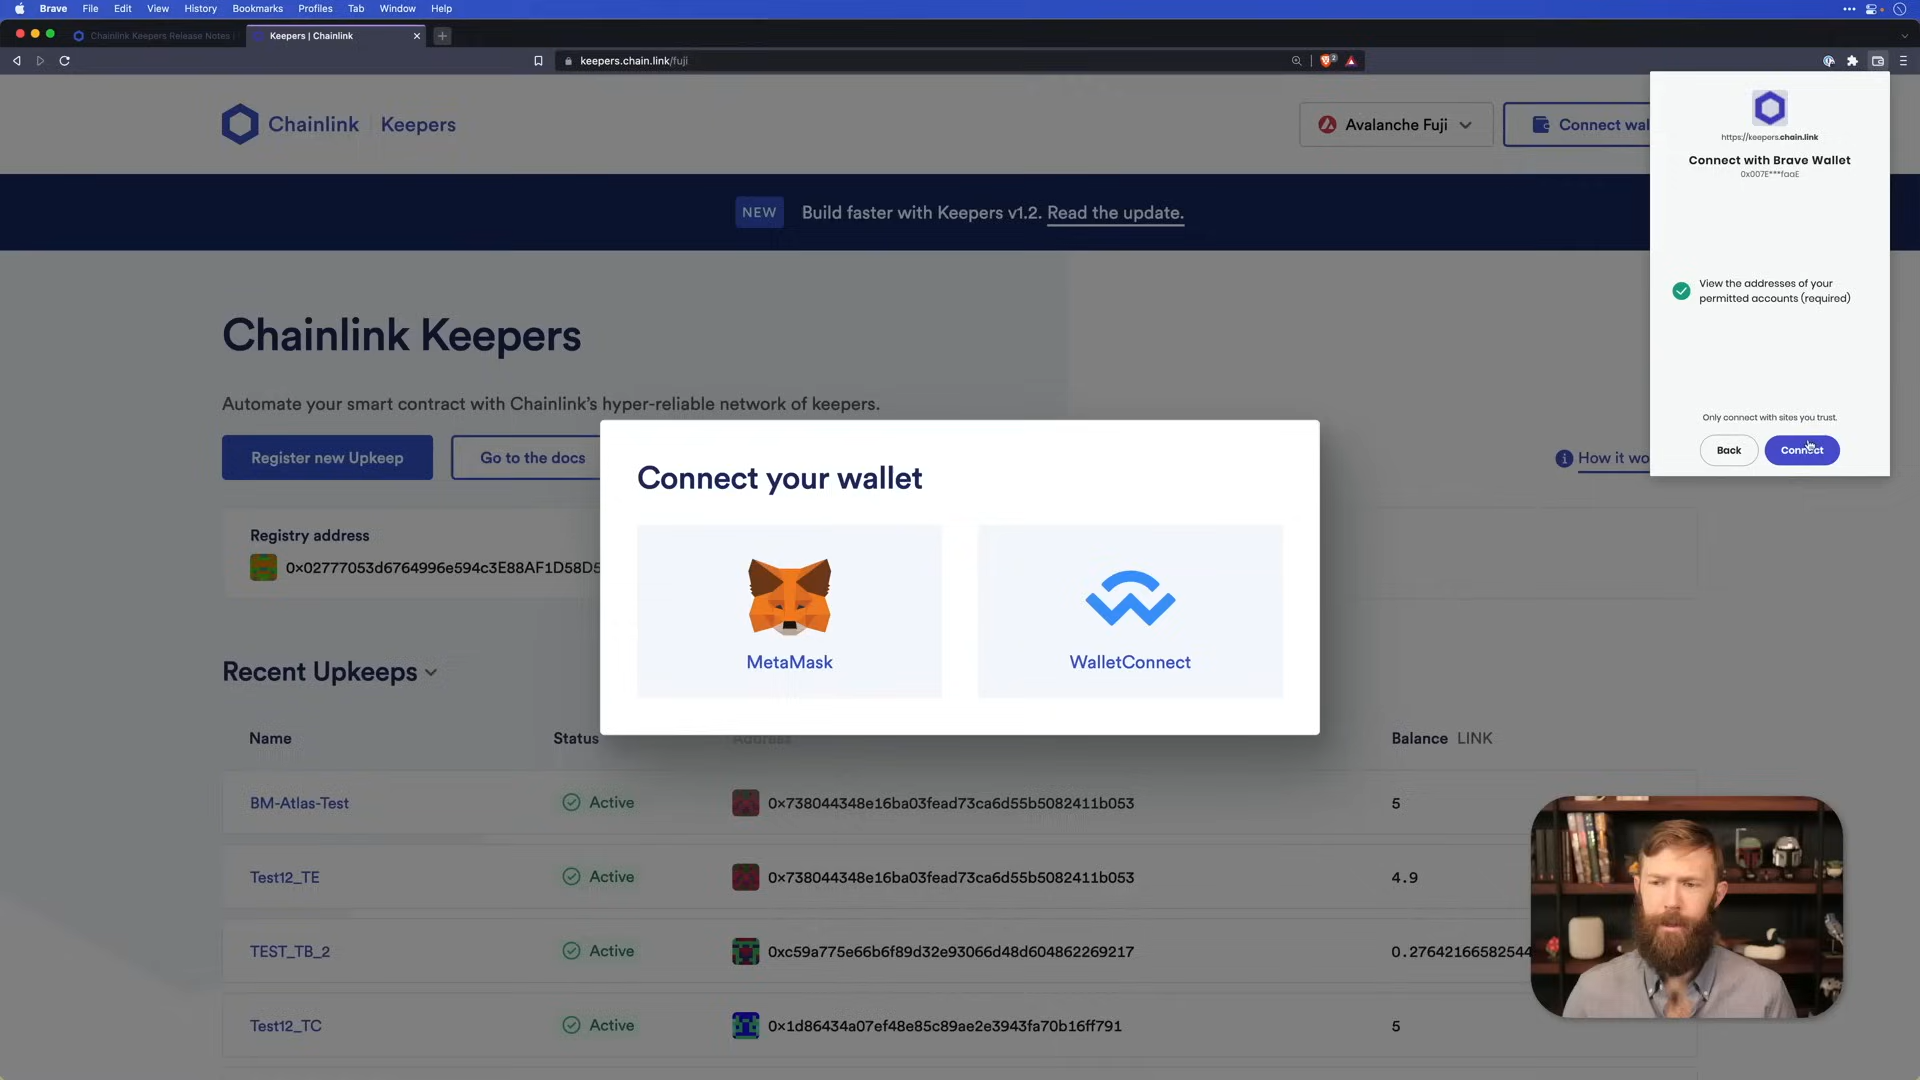 Brave File Edit View History Bookmarks Profiles Tab Window Help
Chainlink Keepers Release Notes
Keepers | Chainlink
keepers.chain.link/fuji
Chainlink Keepers
Avalanche Fuji
Connect wal
https://keepers.chain.link
Connect with Brave Wallet
0x007E***faaE
View the addresses of your
permitted accounts (required)
Only connect with sites you trust.
Back
Connect
NEW Build faster with Keepers v1.2. Read the update.
Chainlink Keepers
Automate your smart contract with Chainlink's hyper-reliable network of keepers.
Register new Upkeep
Go to the docs
How it wo
Registry address
0x02777053d6764996e594c3E88AF1D58D5
Connect your wallet
MetaMask
WalletConnect
Recent Upkeeps
Name Status Address Balance LINK
BM-Atlas-Test Active 0x738044348e16ba03fead73ca6d55b5082411b053 5
Test12_TE Active 0x738044348e16ba03fead73ca6d55b5082411b053 4.9
TEST_TB_2 Active 0xc59a775e66b6f89d32e93066d48d604862269217 0.27642166582544
Test12_TC Active 0x1d86434a07ef48e85c89ae2e3943fa70b16ff791 5